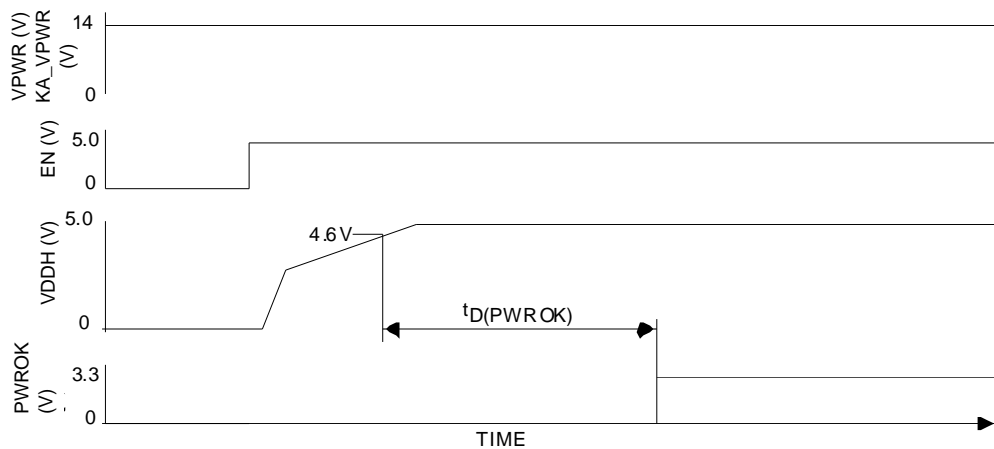 VPWR (V)
KA_VPWR
(V)
14
0
EN (V)
5.0
0
VDDH (V)
5.0
4.6V
0
tD(PWROK)
PWROK
(V)
3.3
0
TIME